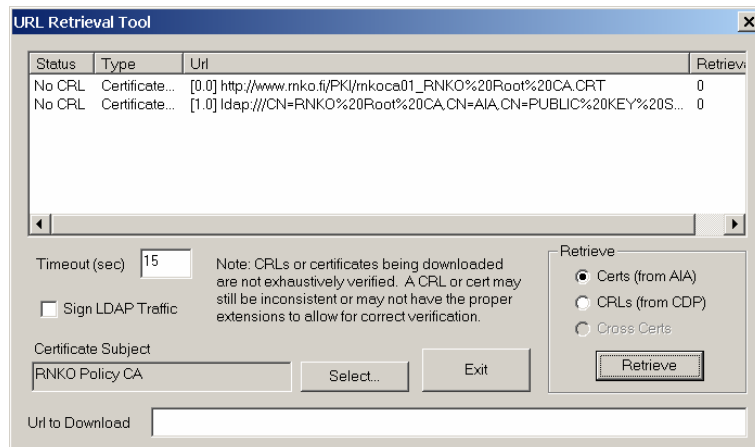 URL Retrieval Tool
Status Type Url Retrieva
No CRL Certificate... [0.0] http://www.rnko.fi/PKI/rnkoca01_RNKO%20Root%20CA.CRT 0
No CRL Certificate... [1.0] ldap:///CN=RNKO%20Root%20CA,CN=AIA,CN=PUBLIC%20KEY%20S... 0
Retrieve
Timeout (sec) 15 Note: CRLs or certificates being downloaded Certs (from AIA)
are not exhaustively verified. A CRL or cert may
Sign LDAP Traffic still be inconsistent or may not have the proper CRLs (from CDP)
extensions to allow for correct verification. Cross Certs
Certificate Subject
RNKO Policy CA Select... Exit Retrieve
Url to Download